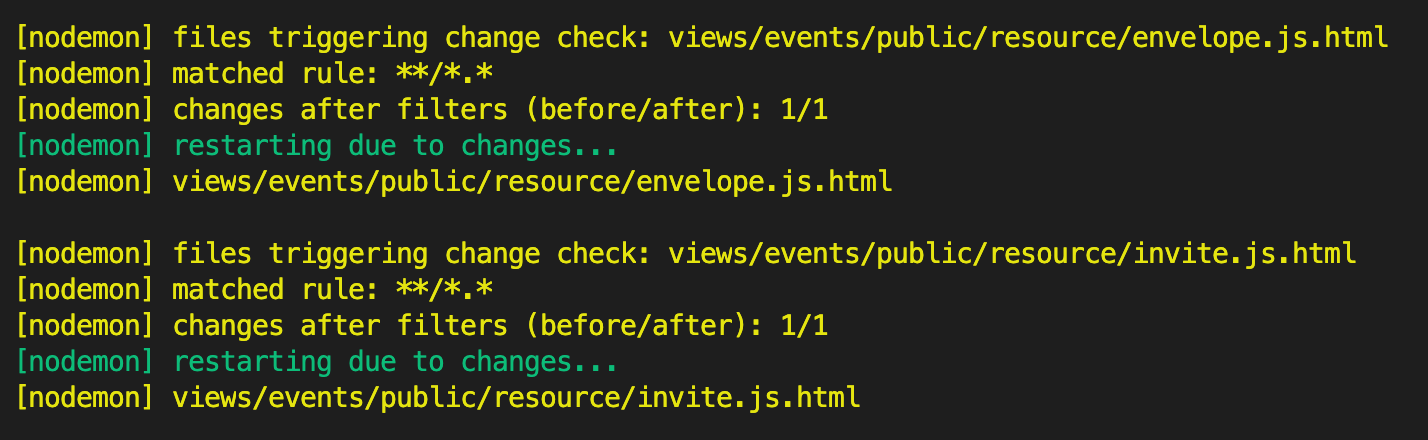 [nodemon] files triggering change check: views/events/public/resource/envelope.js.html
[nodemon] matched rule: **/*.*
[nodemon] changes after filters (before/after): 1/1
[nodemon] restarting due to changes...
[nodemon] views/events/public/resource/envelope.js.html
[nodemon] files triggering change check: views/events/public/resource/invite.js.html
[nodemon] matched rule: **/*.*
[nodemon] changes after filters (before/after): 1/1
[nodemon] restarting due to changes...
[nodemon] views/events/public/resource/invite.js.html